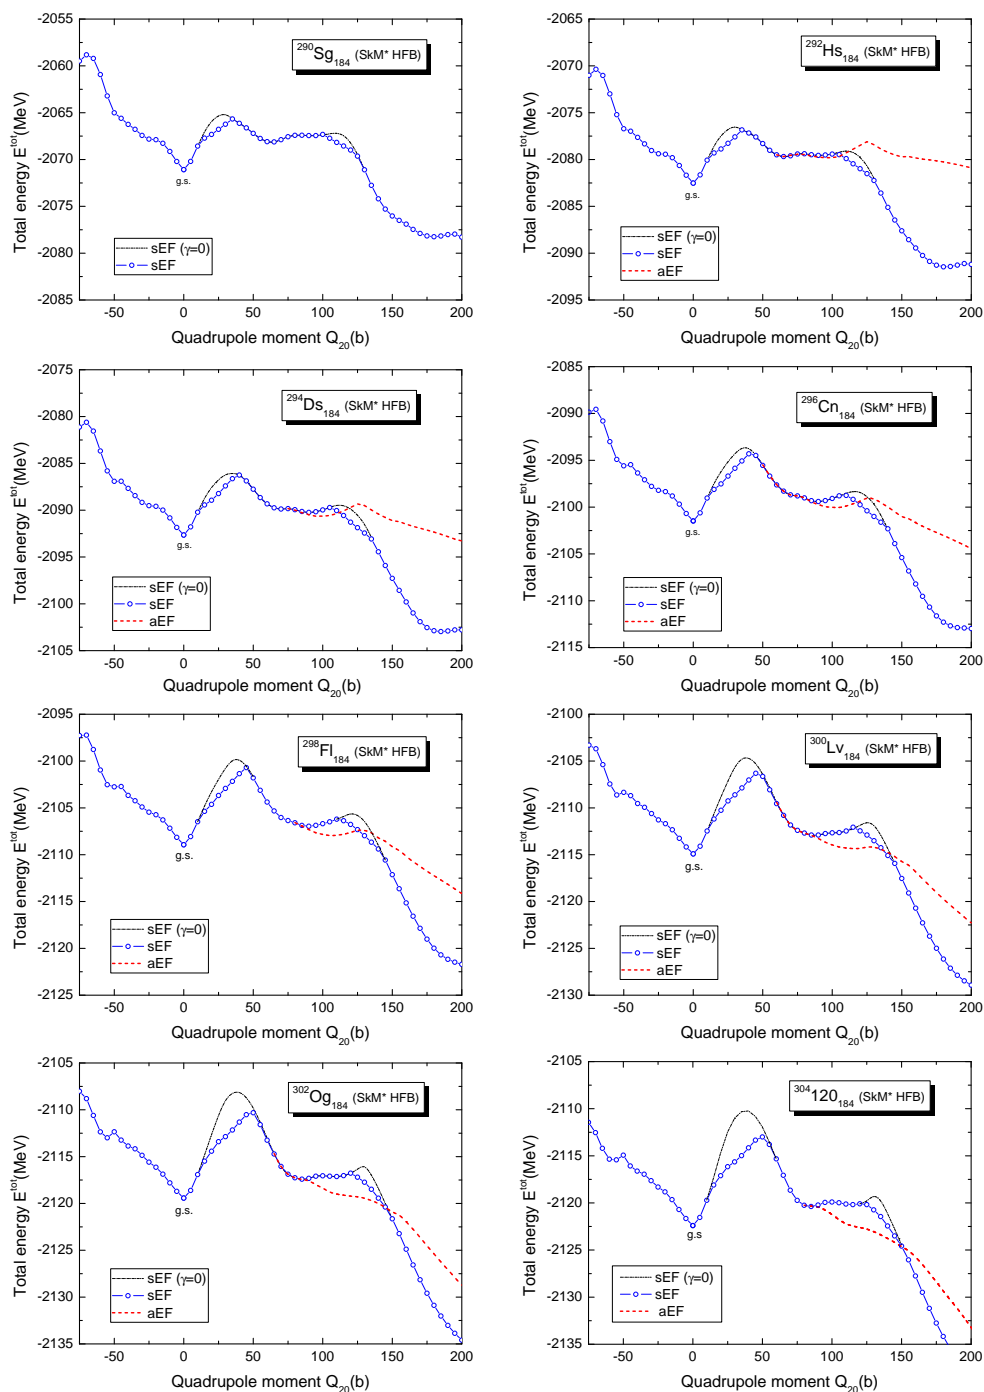 ²⁹⁰Sg₁₈₄ (SkM* HFB)
Total energy Eᵗᵒᵗ(MeV)
-2055
-2060
-2065
-2070
-2075
-2080
-2085
g.s.
sEF (γ=0)
sEF
-50 0 50 100 150 200
Quadrupole moment Q₂₀(b)
²⁹²Hs₁₈₄ (SkM* HFB)
Total energy Eᵗᵒᵗ(MeV)
-2065
-2070
-2075
-2080
-2085
-2090
-2095
g.s.
sEF (γ=0)
sEF
aEF
-50 0 50 100 150 200
Quadrupole moment Q₂₀(b)
²⁹⁴Ds₁₈₄ (SkM* HFB)
Total energy Eᵗᵒᵗ(MeV)
-2075
-2080
-2085
-2090
-2095
-2100
-2105
g.s.
sEF (γ=0)
sEF
aEF
-50 0 50 100 150 200
Quadrupole moment Q₂₀(b)
²⁹⁶Cn₁₈₄ (SkM* HFB)
Total energy Eᵗᵒᵗ(MeV)
-2085
-2090
-2095
-2100
-2105
-2110
-2115
g.s.
sEF (γ=0)
sEF
aEF
-50 0 50 100 150 200
Quadrupole moment Q₂₀(b)
²⁹⁸Fl₁₈₄ (SkM* HFB)
Total energy Eᵗᵒᵗ(MeV)
-2095
-2100
-2105
-2110
-2115
-2120
-2125
g.s.
sEF (γ=0)
sEF
aEF
-50 0 50 100 150 200
Quadrupole moment Q₂₀(b)
³⁰⁰Lv₁₈₄ (SkM* HFB)
Total energy Eᵗᵒᵗ(MeV)
-2100
-2105
-2110
-2115
-2120
-2125
-2130
g.s.
sEF (γ=0)
sEF
aEF
-50 0 50 100 150 200
Quadrupole moment Q₂₀(b)
³⁰²Og₁₈₄ (SkM* HFB)
Total energy Eᵗᵒᵗ(MeV)
-2105
-2110
-2115
-2120
-2125
-2130
-2135
g.s.
sEF (γ=0)
sEF
aEF
-50 0 50 100 150 200
Quadrupole moment Q₂₀(b)
³⁰⁴120₁₈₄ (SkM* HFB)
Total energy Eᵗᵒᵗ(MeV)
-2105
-2110
-2115
-2120
-2125
-2130
-2135
g.s
sEF (γ=0)
sEF
aEF
-50 0 50 100 150 200
Quadrupole moment Q₂₀(b)